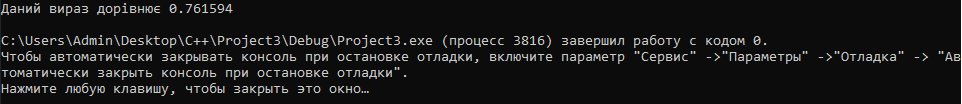 Даний вираз дорівнює 0.761594
C:\Users\Admin\Desktop\C++\Project3\Debug\Project3.exe (процесс 3816) завершил работу с кодом 0.
Чтобы автоматически закрывать консоль при остановке отладки, включите параметр "Сервис" ->"Параметры" ->"Отладка" -> "Ав
томатически закрыть консоль при остановке отладки".
Нажмите любую клавишу, чтобы закрыть это окно…